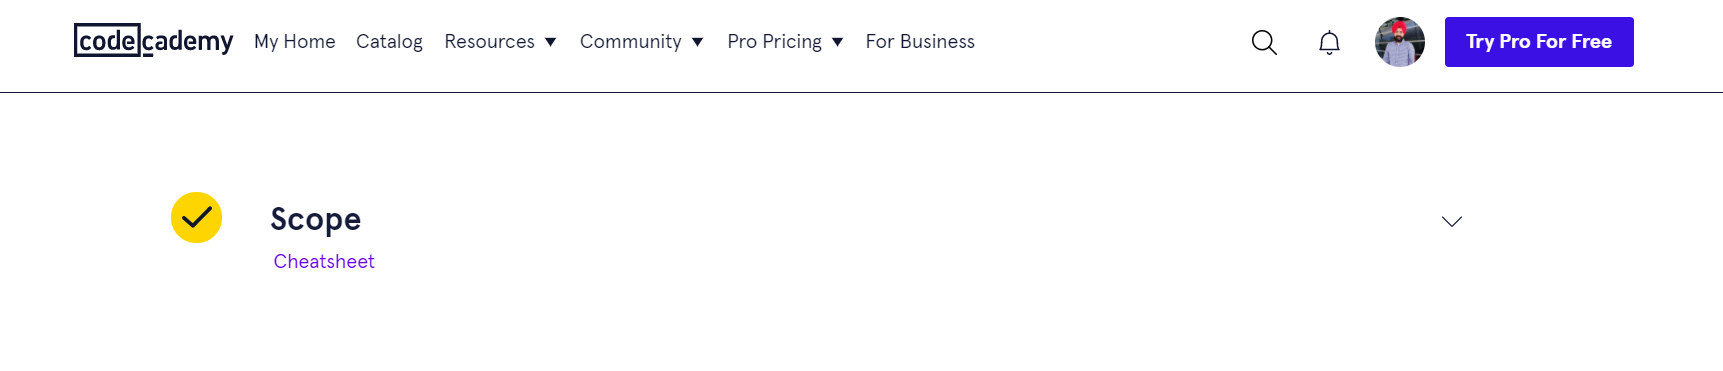 codecademy My Home Catalog Resources Community Pro Pricing For Business Try Pro For Free
Scope
Cheatsheet